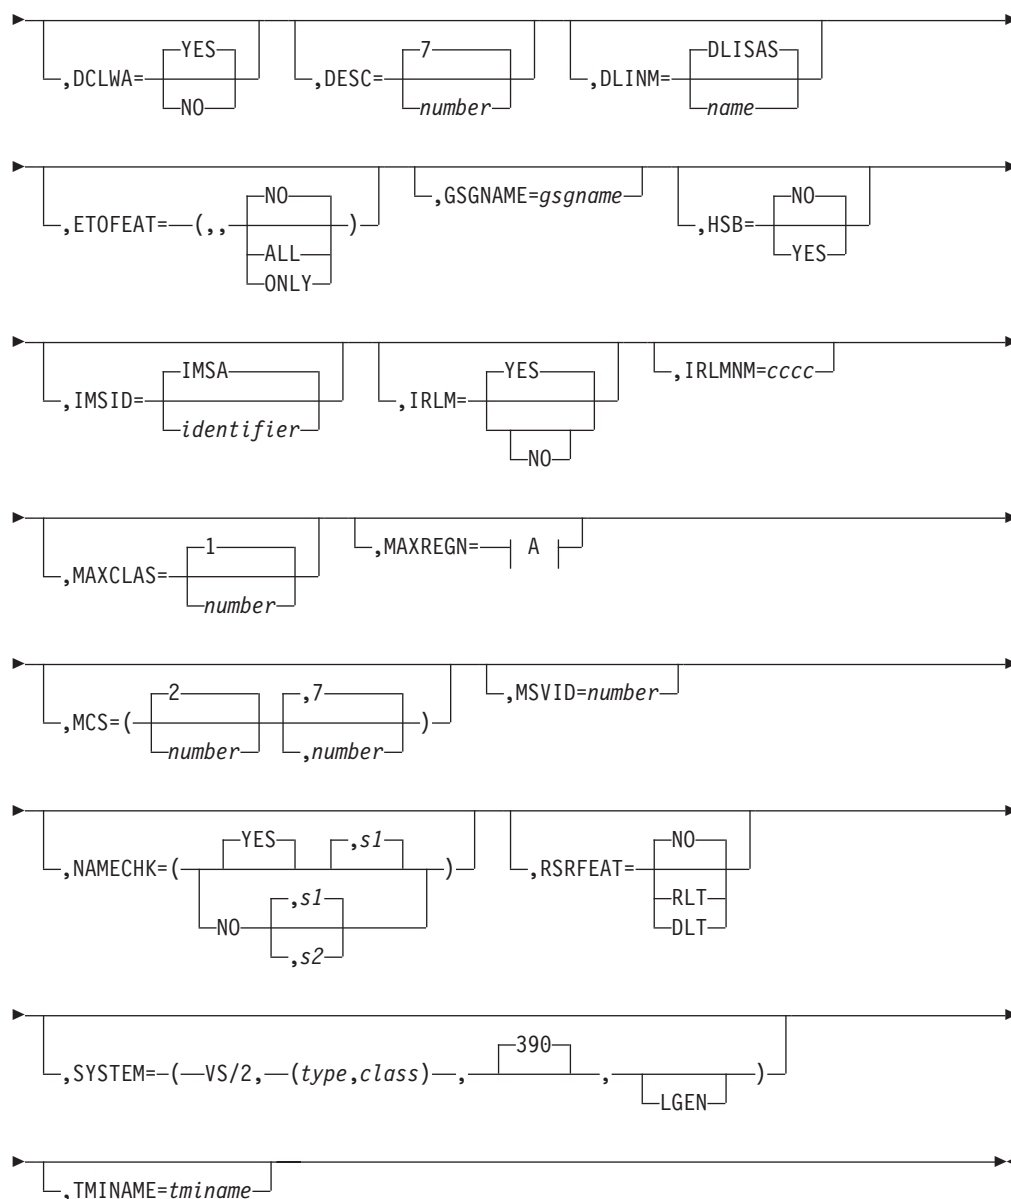 YES 7 DLISAS
,DCLWA= ,DESC= ,DLINM=
NO number name
NO ,GSGNAME=gsgname NO
,ETOFEAT= (,, ) ,HSB=
ALL YES
ONLY
IMSA YES ,IRLMNM=cccc
,IMSID= ,IRLM=
identifier
NO
1 ,MAXREGN= A
,MAXCLAS=
number
2 ,7 ,MSVID=number
,MCS=( )
number ,number
YES ,s1 NO
,NAMECHK=( ) ,RSRFEAT=
,s1 RLT
NO DLT
,s2
390
,SYSTEM= ( VS/2, (type,class) , , )
LGEN
,TMINAME=tminame